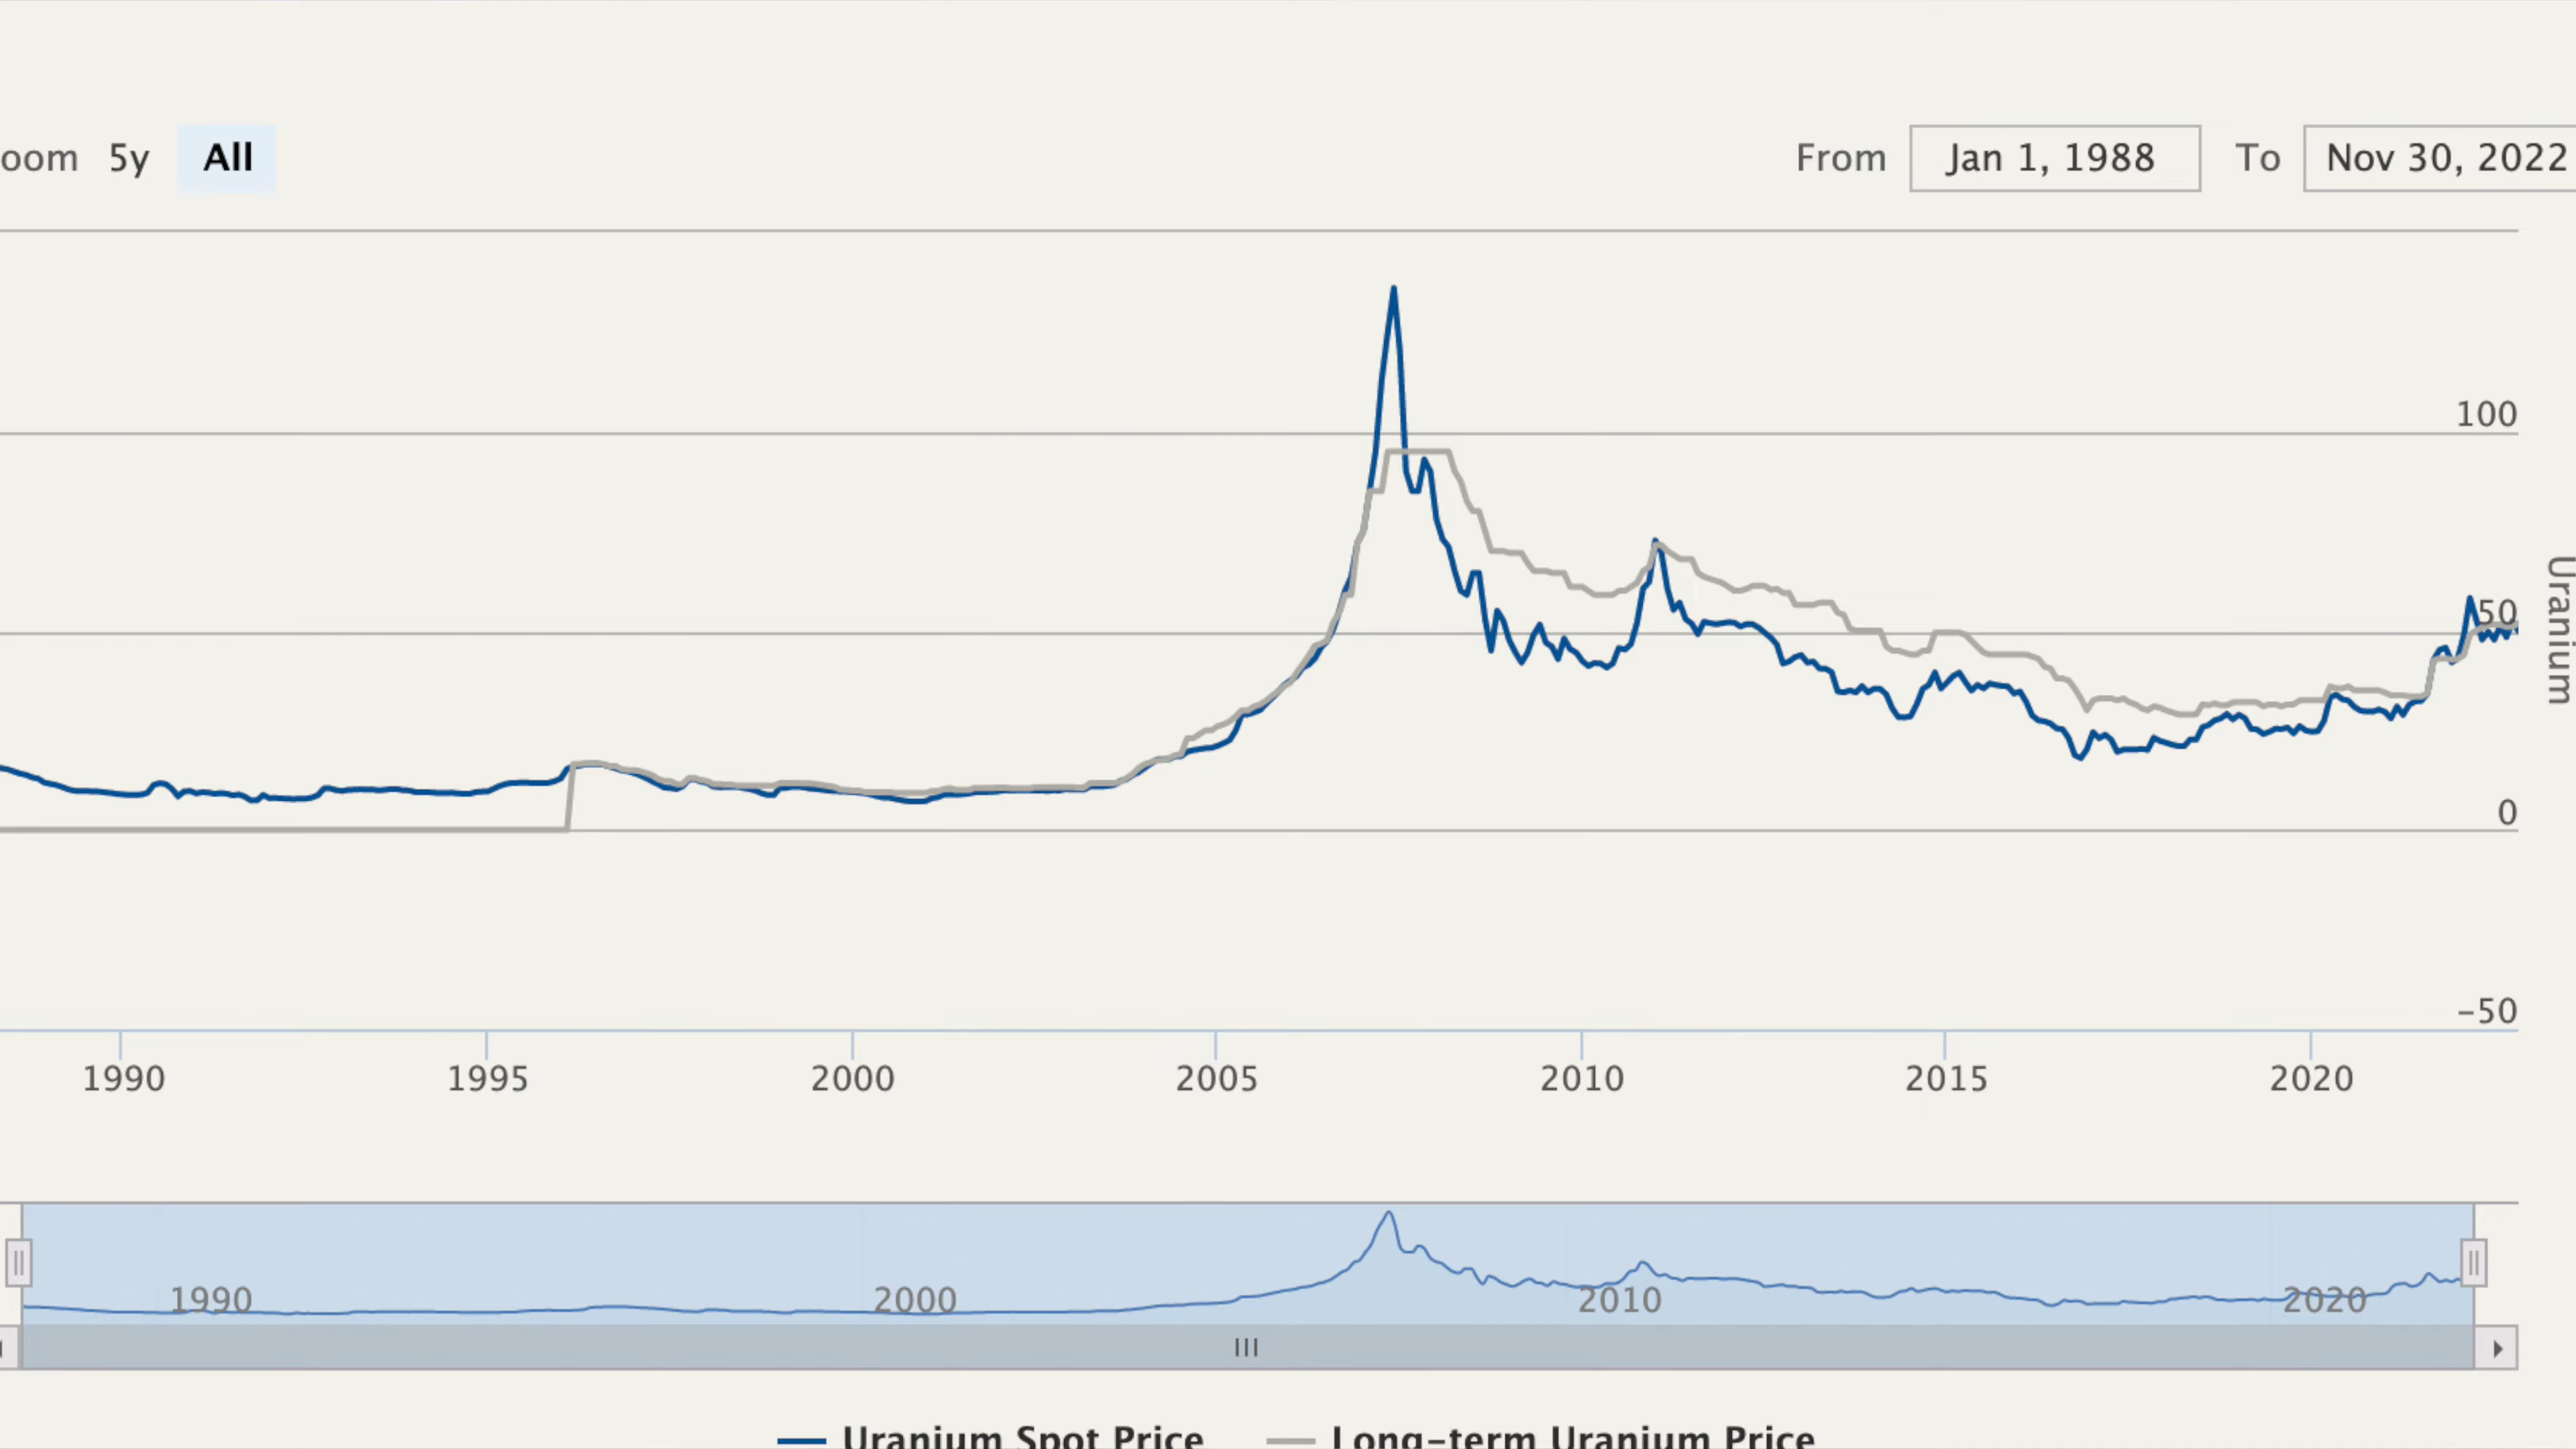 oom 5y All From Jan 1, 1988 To Nov 30, 2022
100
50
0
-50
Uranium
1990 1995 2000 2005 2010 2015 2020
1990 2000 2010 2020
Uranium Spot Price Long-term Uranium Price